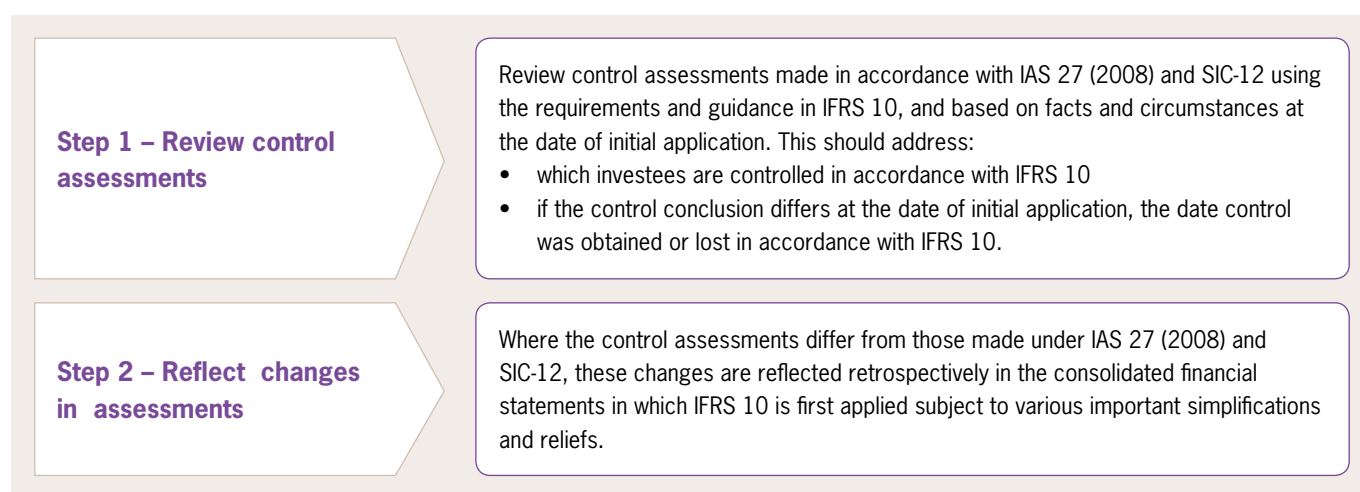 Step 1 – Review control
assessments
Review control assessments made in accordance with IAS 27 (2008) and SIC-12 using
the requirements and guidance in IFRS 10, and based on facts and circumstances at
the date of initial application. This should address:
• which investees are controlled in accordance with IFRS 10
• if the control conclusion differs at the date of initial application, the date control
was obtained or lost in accordance with IFRS 10.
Step 2 – Reflect changes
in assessments
Where the control assessments differ from those made under IAS 27 (2008) and
SIC-12, these changes are reflected retrospectively in the consolidated financial
statements in which IFRS 10 is first applied subject to various important simplifications
and reliefs.